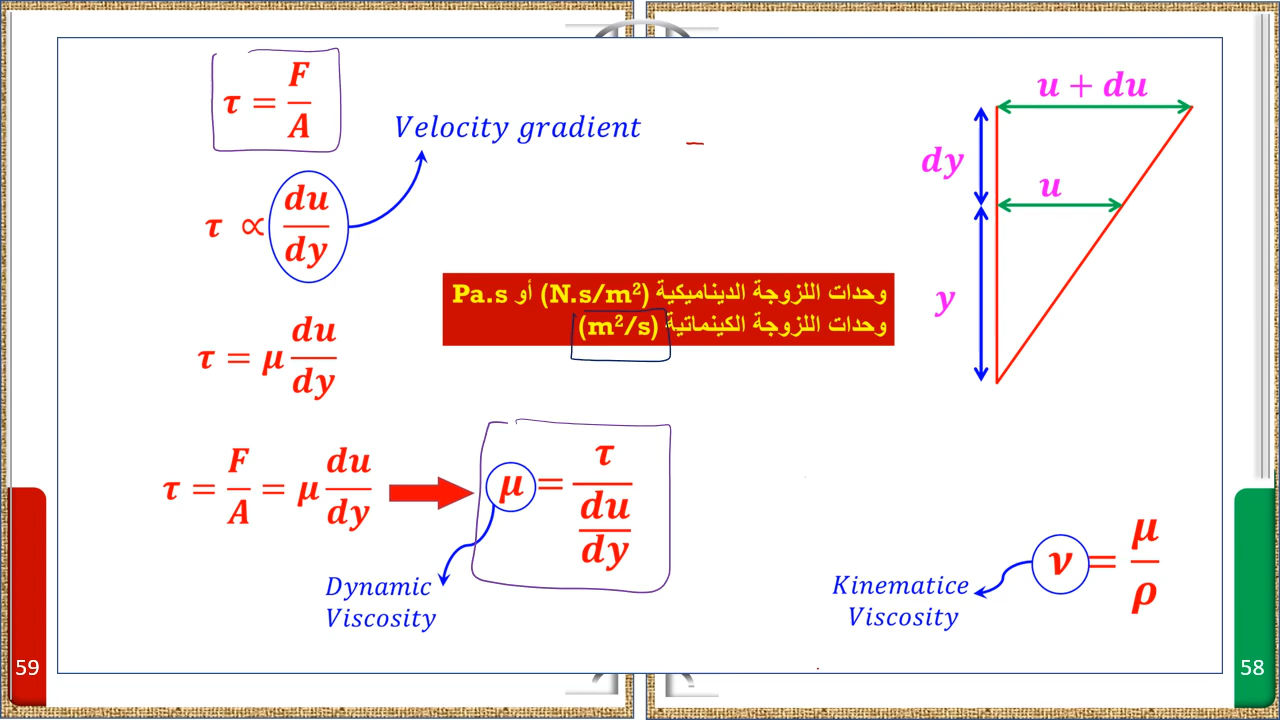 τ = F/A
Velocity gradient
τ ∝ du/dy
τ = μ du/dy
τ = F/A = μ du/dy
μ = τ/(du/dy)
Dynamic
Viscosity
وحدات اللزوجة الديناميكية (N.s/m²) أو Pa.s
وحدات اللزوجة الكينماتية (m²/s)
u + du
dy
u
y
ν = μ/ρ
Kinematice
Viscosity
59
58